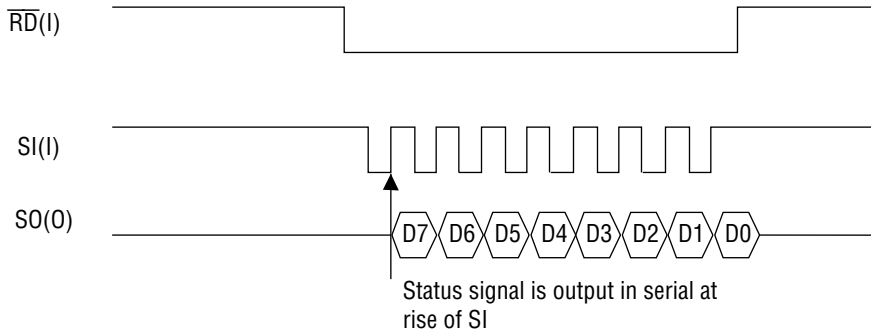 RD(I)
SI(I)
SO(O)
D7 D6 D5 D4 D3 D2 D1 D0
Status signal is output in serial at
rise of SI